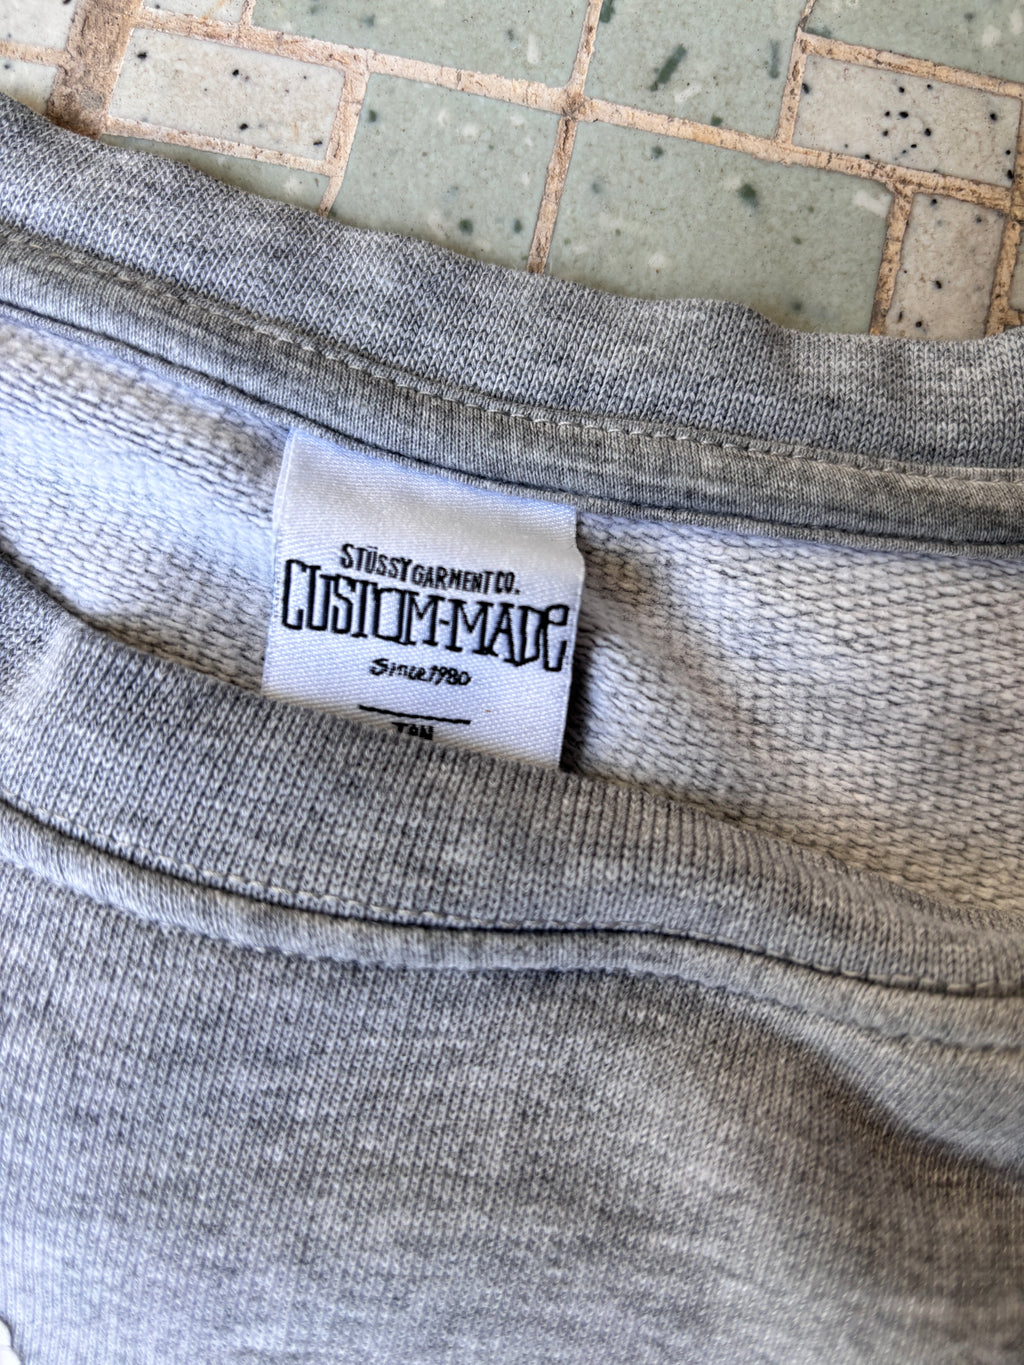 STÜSSY GARMENT CO.
CUSTOM-MADE
Since 1980